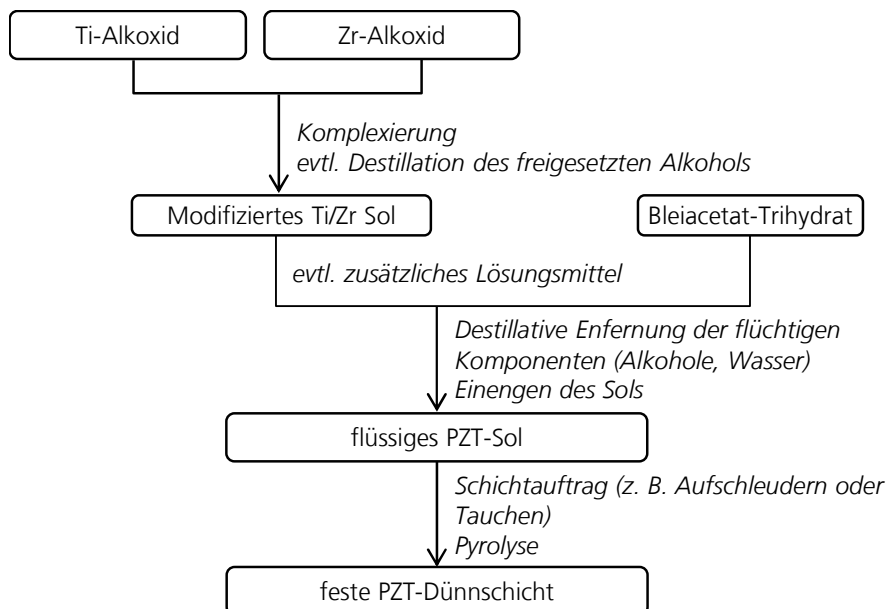 Ti-Alkoxid
Zr-Alkoxid
Komplexierung
evtl. Destillation des freigesetzten Alkohols
Modifiziertes Ti/Zr Sol
Bleiacetat-Trihydrat
evtl. zusätzliches Lösungsmittel
Destillative Enfernung der flüchtigen
Komponenten (Alkohole, Wasser)
Einengen des Sols
flüssiges PZT-Sol
Schichtauftrag (z. B. Aufschleudern oder
Tauchen)
Pyrolyse
feste PZT-Dünnschicht